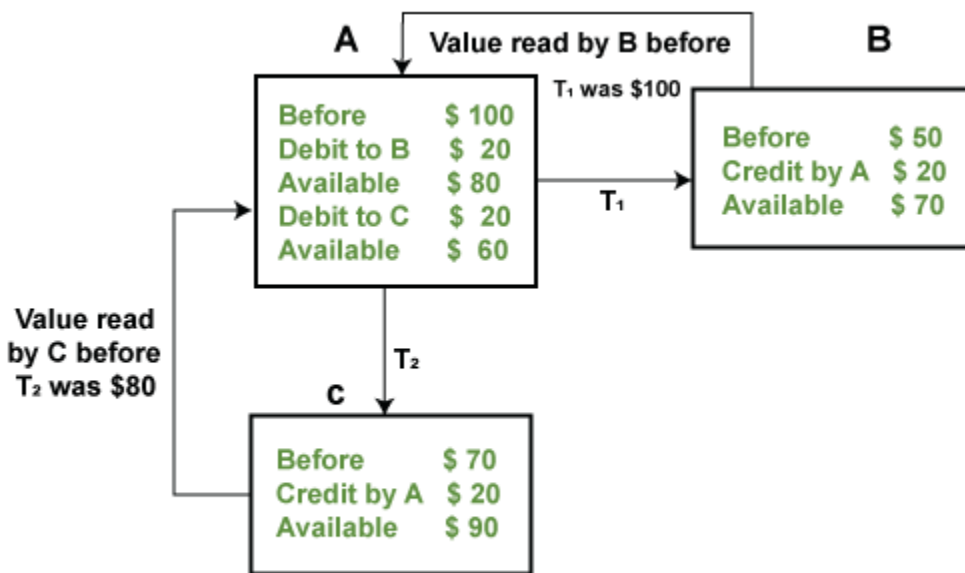 A
Value read by B before
T₁ was $100
B
Before $ 100
Debit to B $ 20
Available $ 80
Debit to C $ 20
Available $ 60
T₁
Before $ 50
Credit by A $ 20
Available $ 70
Value read
by C before
T₂ was $80
T₂
c
Before $ 70
Credit by A $ 20
Available $ 90